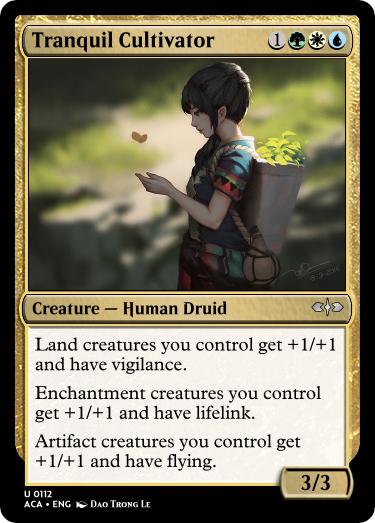 Tranquil Cultivator 1
Creature — Human Druid
Land creatures you control get +1/+1
and have vigilance.
Enchantment creatures you control
get +1/+1 and have lifelink.
Artifact creatures you control get
+1/+1 and have flying.
3/3
U 0112
ACA • ENG Dao Trong Le